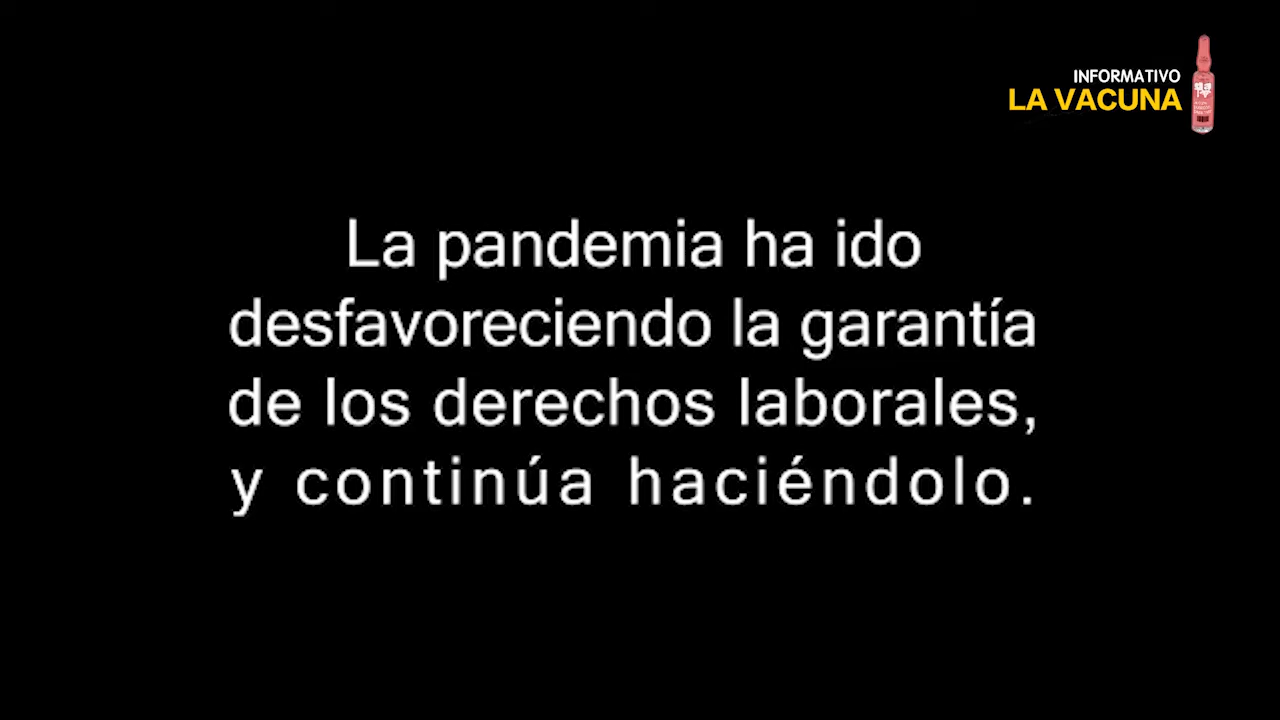 INFORMATIVO
LA VACUNA
La pandemia ha ido
desfavoreciendo la garantía
de los derechos laborales,
y continúa haciéndolo.